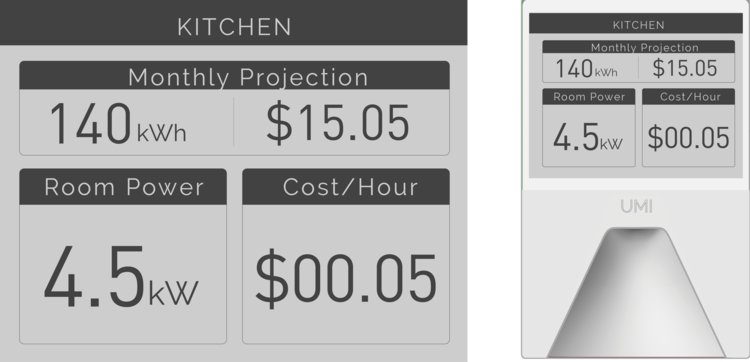 KITCHEN
Monthly Projection
140kWh $15.05
Room Power Cost/Hour
4.5kW $00.05
KITCHEN
Monthly Projection
140kWh $15.05
Room Power Cost/Hour
4.5kW $00.05
UMI